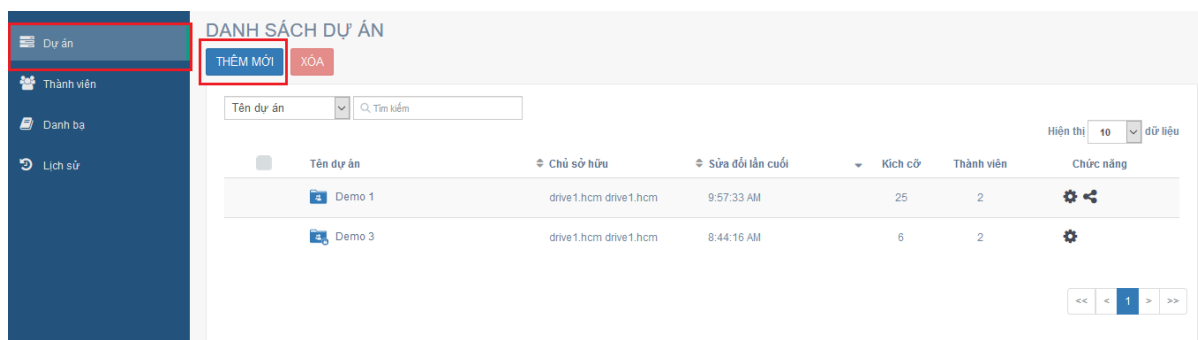 Dự án
Thành viên
Danh bạ
Lịch sử
DANH SÁCH DỰ ÁN
THÊM MỚI XÓA
Tên dự án Tìm kiếm
Hiện thị 10 dữ liệu
Tên dự án Chủ sở hữu Sửa đổi lần cuối Kích cỡ Thành viên Chức năng
Demo 1 drive1.hcm drive1.hcm 9:57:33 AM 25 2
Demo 3 drive1.hcm drive1.hcm 8:44:16 AM 6 2
<< < 1 > >>